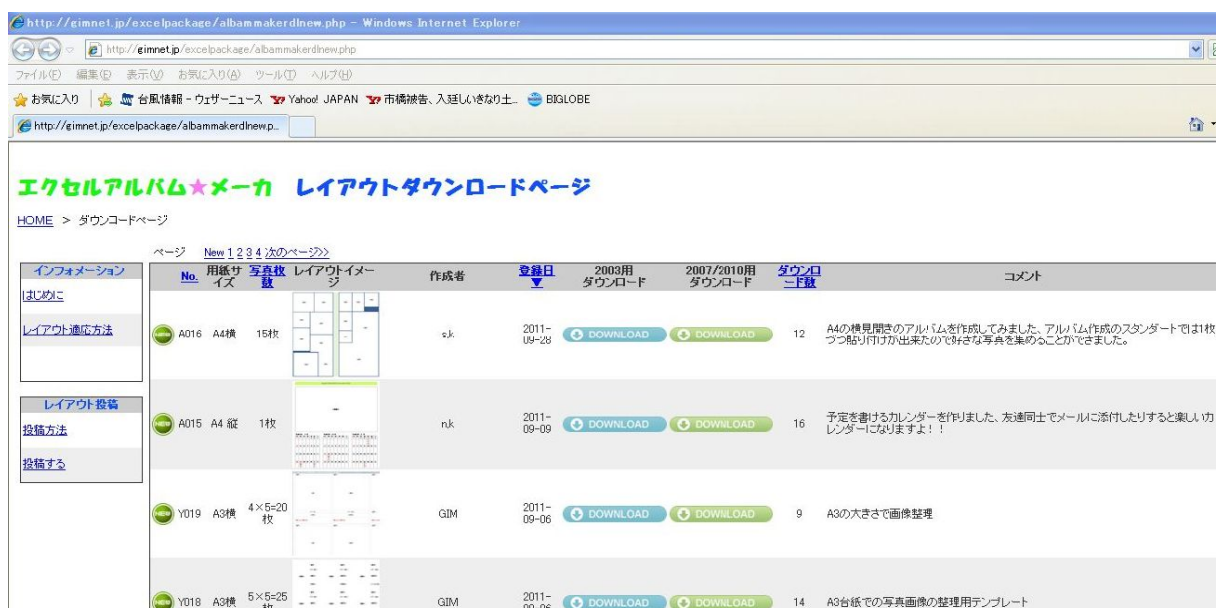 http://gimnet.jp/excelpackage/albammakerdlnew.php - Windows Internet Explorer
http://gimnet.jp/excelpackage/albammakerdlnew.php
ファイル(F) 編集(E) 表示(V) お気に入り(A) ツール(T) ヘルプ(H)
お気に入り 台風情報 - ウェザーニュース Yahoo! JAPAN 市橋被告、入廷しいきなり土... BIGLOBE
http://gimnet.jp/excelpackage/albammakerdlnew.p...
エクセルアルバム★メーカ レイアウトダウンロードページ
HOME > ダウンコードページ
ページ New 1 2 3 4 次のページ>>
インフォメーション
はじめに
レイアウト適応方法
レイアウト投稿
投稿方法
投稿する
No. 用紙サイズ 写真枚数 レイアウトイメージ 作成者 登録日▼ 2003用ダウンロード 2007/2010用ダウンロード ダウンロード数 コメント
NEW A016 A4横 15枚 s.k. 2011-09-28 DOWNLOAD DOWNLOAD 12 A4の横見開きのアルバムを作成してみました、アルバム作成のスタンダートでは1枚
づつ貼り付けが出来たので好きな写真を集めることができました。
NEW A015 A4 縦 1枚 n.k 2011-09-09 DOWNLOAD DOWNLOAD 16 予定を書けるカレンダーを作りました、友達同士でメールに添付したりすると楽しいカ
レンダーになりますよ！！
NEW Y019 A3横 4×5=20枚 GIM 2011-09-06 DOWNLOAD DOWNLOAD 9 A3の大きさで画像整理
NEW Y018 A3横 5×5=25枚 GIM 2011-09-06 DOWNLOAD DOWNLOAD 14 A3台紙での写真画像の整理用テンプレート